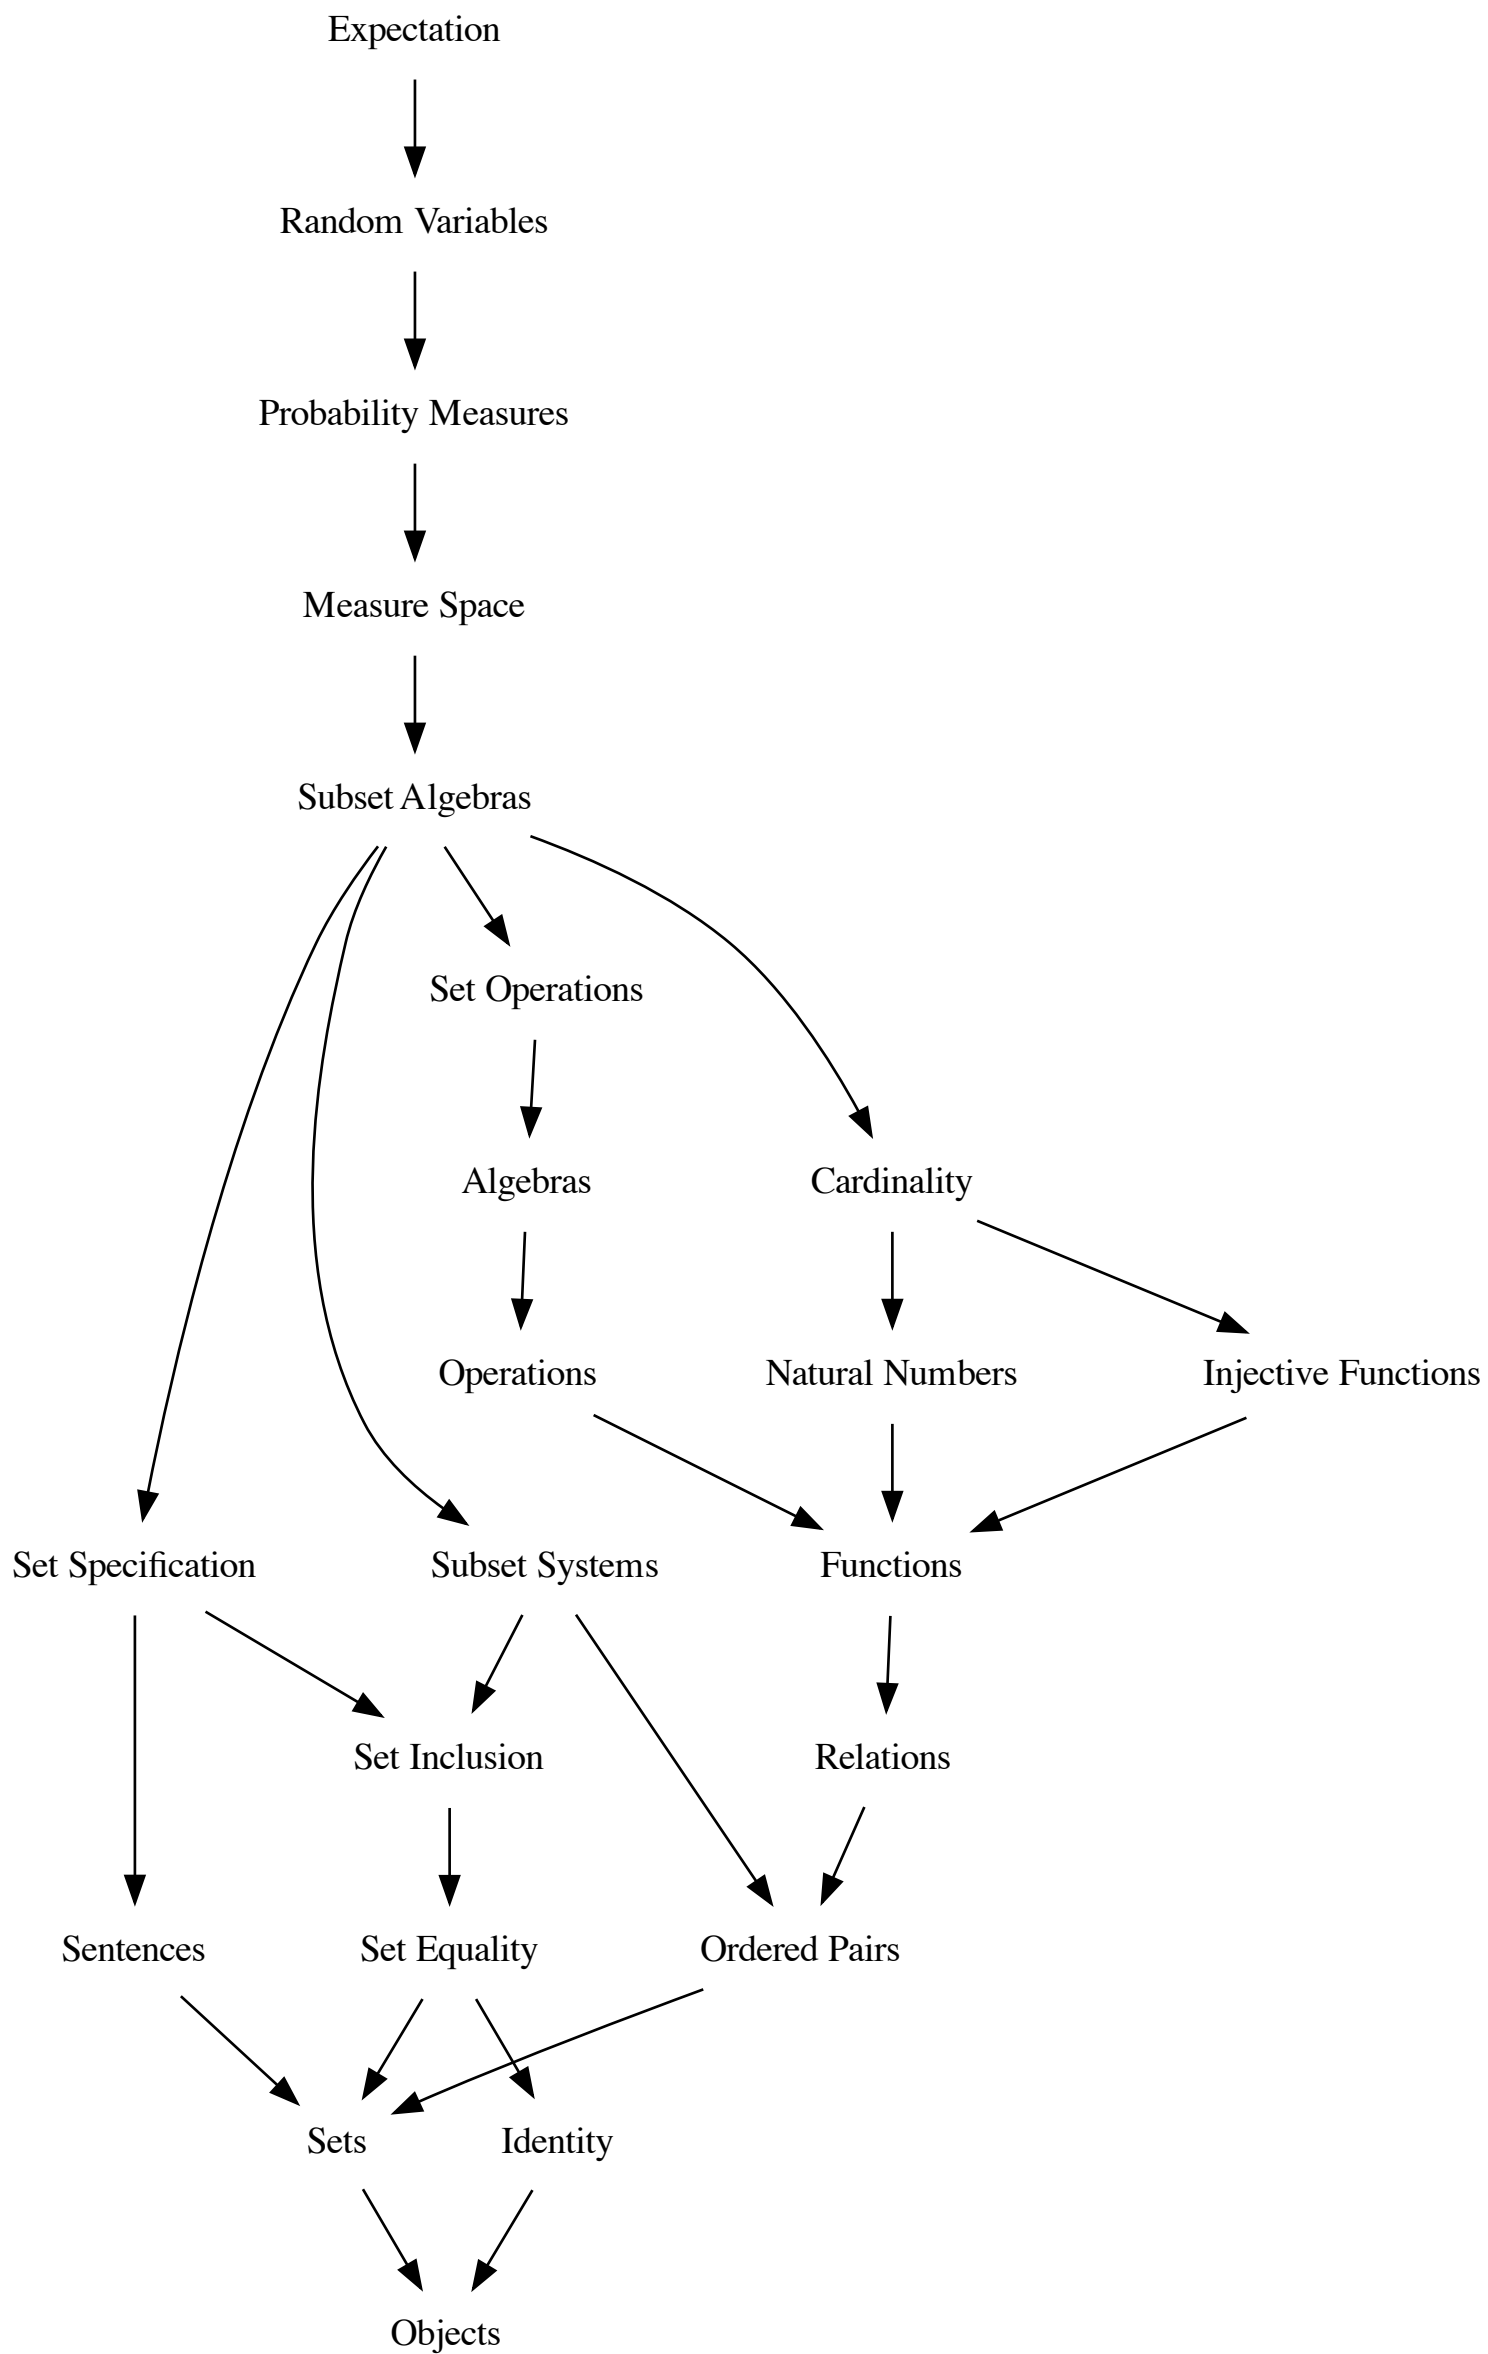 Expectation
Random Variables
Probability Measures
Measure Space
Subset Algebras
Set Operations
Algebras
Cardinality
Operations
Natural Numbers
Injective Functions
Set Specification
Subset Systems
Functions
Set Inclusion
Relations
Sentences
Set Equality
Ordered Pairs
Sets
Identity
Objects